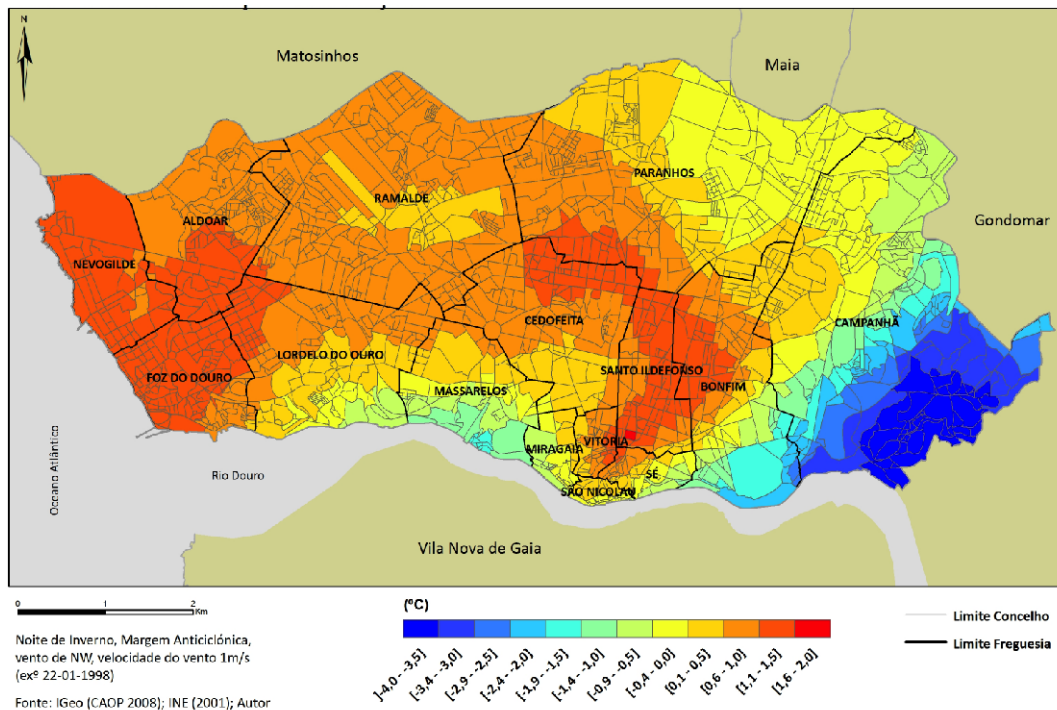 N
Matosinhos
Maia
PARANHOS
RAMALDE
Gondomar
ALDOAR
NEVOGILDE
CEDOFEITA
CAMPANHÃ
LORDELO DO OURO
SANTO ILDEFONSO
FOZ DO DOURO
MASSARELOS
BONFIM
VITÓRIA
MIRAGAIA
SÉ
Oceano Atlântico
Rio Douro
SÃO NICOLAU
Vila Nova de Gaia
0 1 2
Km
(ºC)
]-4,0 - -3,5]
[-3,4 - -3,0]
[-2,9 - -2,5]
[-2,4 - -2,0]
[-1,9 - -1,5]
[-1,4 - -1,0]
[-0,9 - -0,5]
[-0,4 - 0,0]
[0,1 - 0,5]
[0,6 - 1,0]
[1,1 - 1,5]
[1,6 - 2,0]
Limite Concelho
Limite Freguesia
Noite de Inverno, Margem Anticiclónica,
vento de NW, velocidade do vento 1m/s
(exº 22-01-1998)
Fonte: IGeo (CAOP 2008); INE (2001); Autor